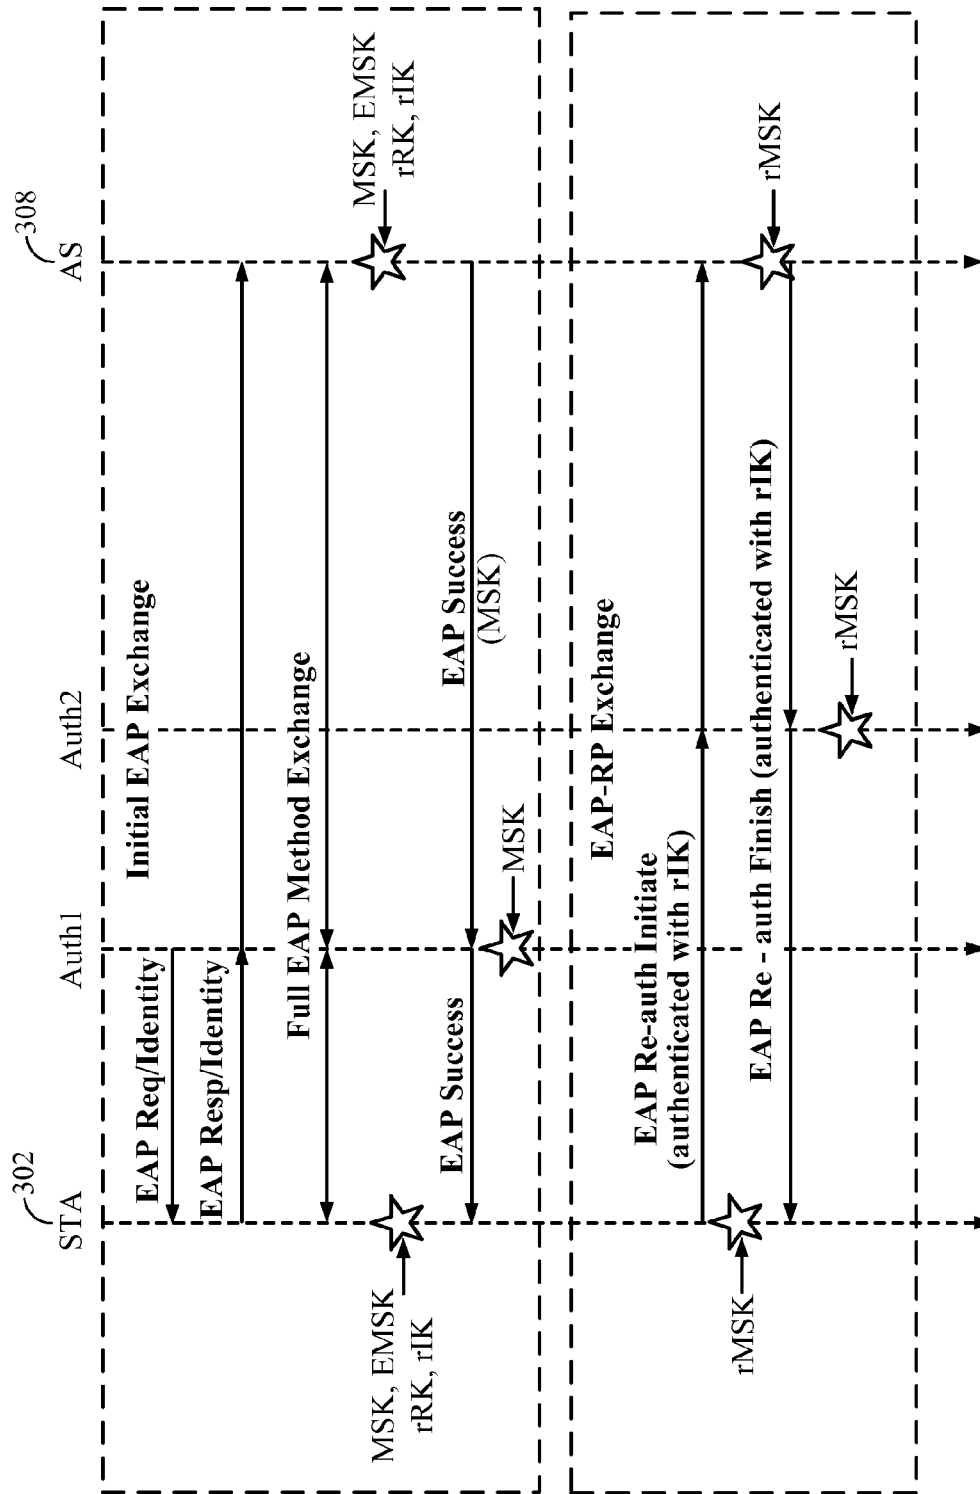 302
308
STA
Auth1
Auth2
AS
Initial EAP Exchange
EAP Req/Identity
EAP Resp/Identity
Full EAP Method Exchange
MSK, EMSK
rRK, rIK
MSK, EMSK
rRK, rIK
EAP Success
EAP Success
(MSK)
MSK
EAP-RP Exchange
EAP Re-auth Initiate
(authenticated with rIK)
rMSK
rMSK
EAP Re - auth Finish (authenticated with rIK)
rMSK